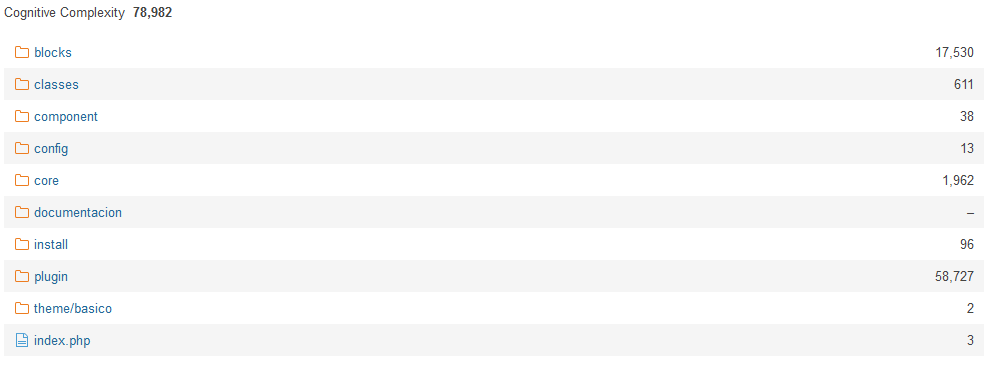 Cognitive Complexity 78,982
blocks 17,530
classes 611
component 38
config 13
core 1,962
documentacion –
install 96
plugin 58,727
theme/basico 2
index.php 3